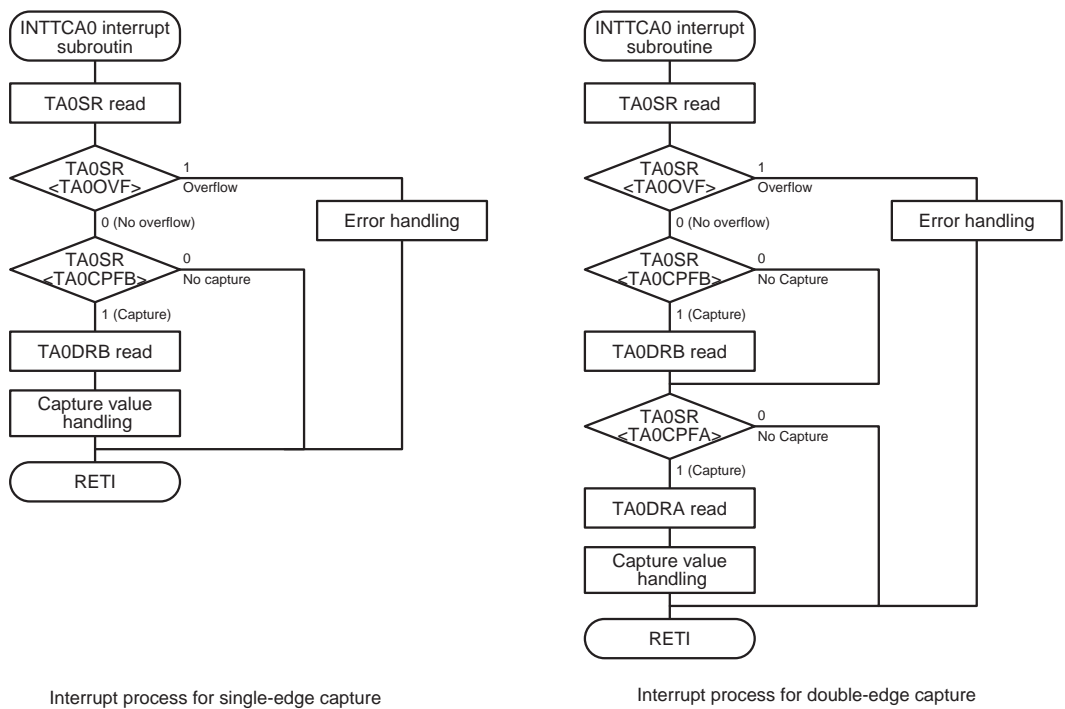 INTTCA0 interrupt
subroutin
TA0SR read
TA0SR
<TA0OVF>
1
Overflow
Error handling
0 (No overflow)
TA0SR
<TA0CPFB>
0
No capture
1 (Capture)
TA0DRB read
Capture value
handling
RETI
Interrupt process for single-edge capture
INTTCA0 interrupt
subroutine
TA0SR read
TA0SR
<TA0OVF>
1
Overflow
Error handling
0 (No overflow)
TA0SR
<TA0CPFB>
0
No Capture
1 (Capture)
TA0DRB read
TA0SR
<TA0CPFA>
0
No Capture
1 (Capture)
TA0DRA read
Capture value
handling
RETI
Interrupt process for double-edge capture